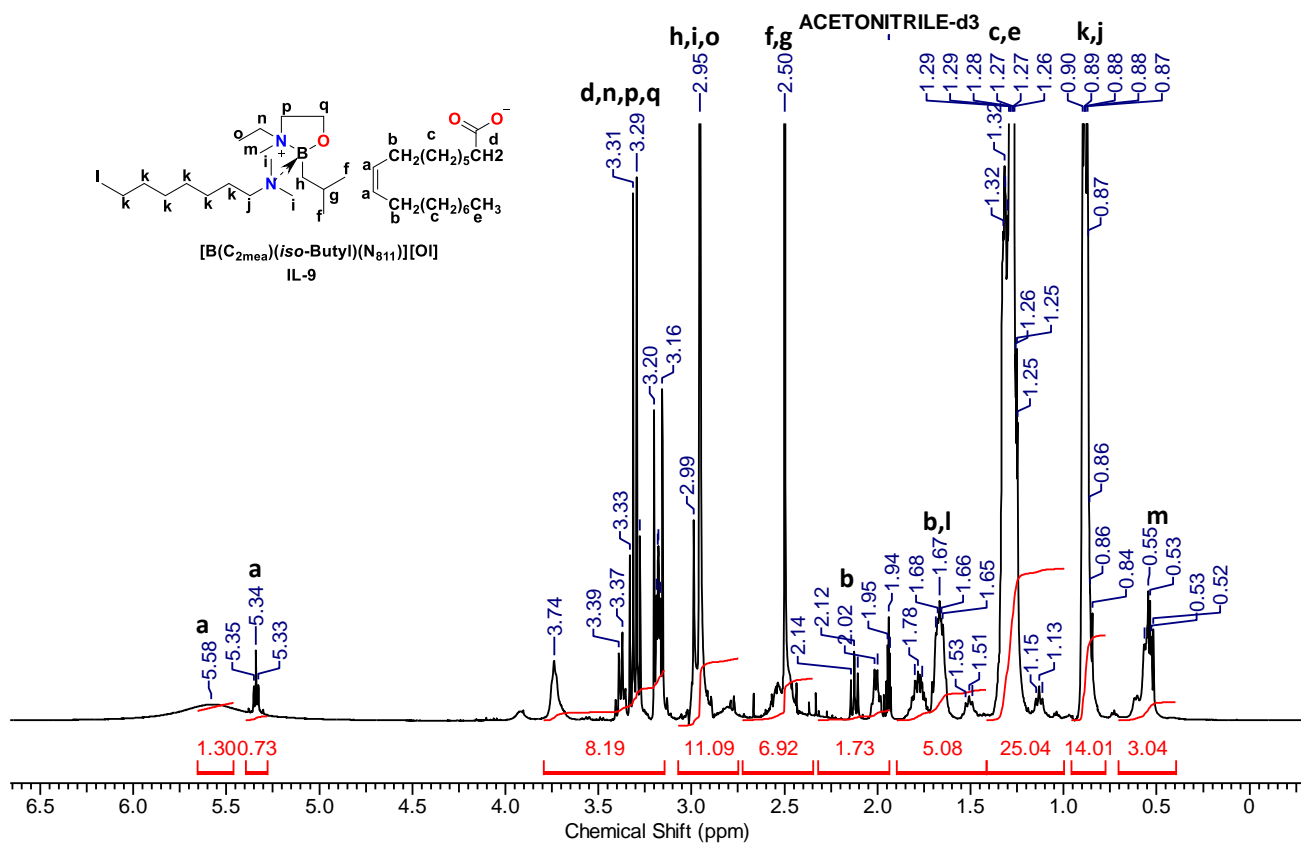 ACETONITRILE-d3
h,i,o
f,g
c,e
k,j
d,n,p,q
2.95
2.50
1.29
1.29
1.28
1.27
1.27
1.26
0.90
0.89
0.88
0.88
0.87
3.31
3.29
1.32
1.32
0.87
p
q
n
o
N
+
m
O
B
i
N
h
f
g
f
i
j
k
k
k
k
k
l
O
O
−
b
c
d
CH2(CH2)5CH2
a
a
CH2(CH2)6CH3
b
c
e
[B(C2mea)(iso-Butyl)(N811)][Ol]
IL-9
3.20
3.16
1.26
1.25
1.25
2.99
0.86
3.33
3.39
3.37
3.74
b
2.14
2.12
2.02
1.95
1.94
b,l
1.78
1.68
1.67
1.66
1.65
1.53
1.51
1.15
1.13
0.86
0.84
m
0.55
0.53
0.53
0.52
a
a
5.58
5.35
5.34
5.33
1.30 0.73 8.19 11.09 6.92 1.73 5.08 25.04 14.01 3.04
6.5 6.0 5.5 5.0 4.5 4.0 3.5 3.0 2.5 2.0 1.5 1.0 0.5 0
Chemical Shift (ppm)